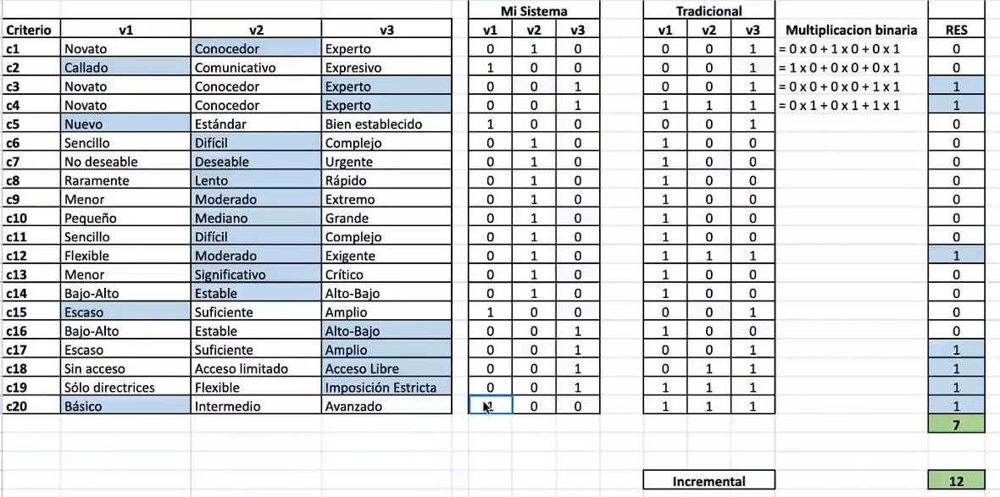 Mi Sistema Tradicional
Criterio v1 v2 v3 v1 v2 v3 v1 v2 v3 Multiplicacion binaria RES
c1 Novato Conocedor Experto 0 1 0 0 0 1 = 0 x 0 + 1 x 0 + 0 x 1 0
c2 Callado Comunicativo Expresivo 1 0 0 0 0 1 = 1 x 0 + 0 x 0 + 0 x 1 0
c3 Novato Conocedor Experto 0 0 1 0 0 1 = 0 x 0 + 0 x 0 + 1 x 1 1
c4 Novato Conocedor Experto 0 0 1 1 1 1 = 0 x 1 + 0 x 1 + 1 x 1 1
c5 Nuevo Estándar Bien establecido 1 0 0 0 0 1 0
c6 Sencillo Difícil Complejo 0 1 0 1 0 0 0
c7 No deseable Deseable Urgente 0 1 0 1 0 0 0
c8 Raramente Lento Rápido 0 1 0 1 0 0 0
c9 Menor Moderado Extremo 0 1 0 1 0 0 0
c10 Pequeño Mediano Grande 0 1 0 1 0 0 0
c11 Sencillo Difícil Complejo 0 1 0 1 0 0 0
c12 Flexible Moderado Exigente 0 1 0 1 1 1 1
c13 Menor Significativo Crítico 0 1 0 1 0 0 0
c14 Bajo-Alto Estable Alto-Bajo 0 1 0 1 0 0 0
c15 Escaso Suficiente Amplio 1 0 0 0 0 1 0
c16 Bajo-Alto Estable Alto-Bajo 0 0 1 1 0 0 0
c17 Escaso Suficiente Amplio 0 0 1 0 0 1 1
c18 Sin acceso Acceso limitado Acceso Libre 0 0 1 0 1 1 1
c19 Sólo directrices Flexible Imposición Estricta 0 0 1 1 1 1 1
c20 Básico Intermedio Avanzado 1 0 0 1 1 1 1
7
Incremental 12